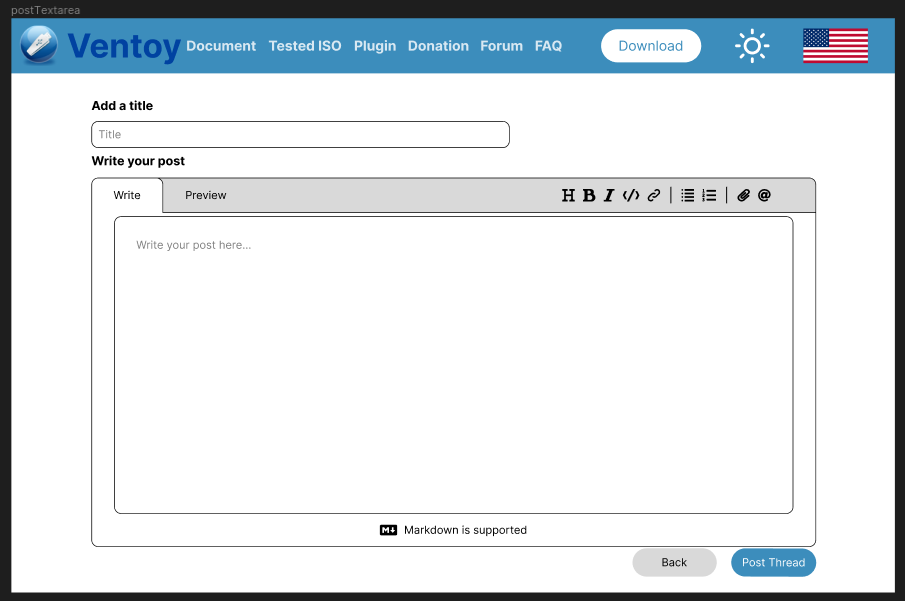 postTextarea
Ventoy Document Tested ISO Plugin Donation Forum FAQ Download
Add a title
Title
Write your post
Write Preview H B I </> @
Write your post here...
M Markdown is supported
Back Post Thread